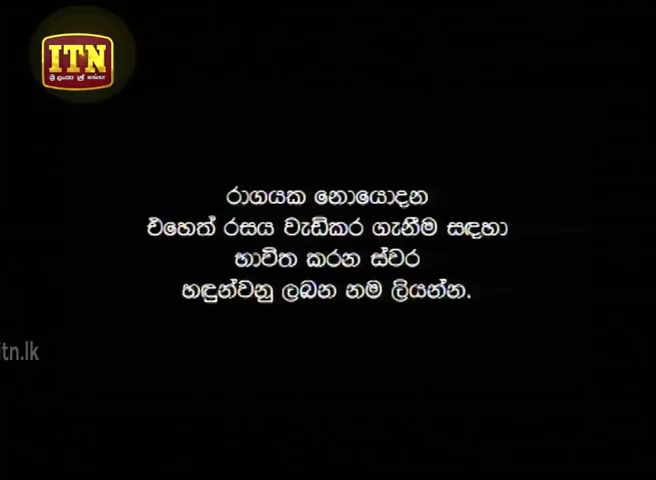 ITN
රාගයක නොයොදන
එහෙත් රසය වැඩිකර ගැනීම සඳහා
භාවිත කරන ස්වර
හඳුන්වනු ලබන නම ලියන්න.
itn.lk